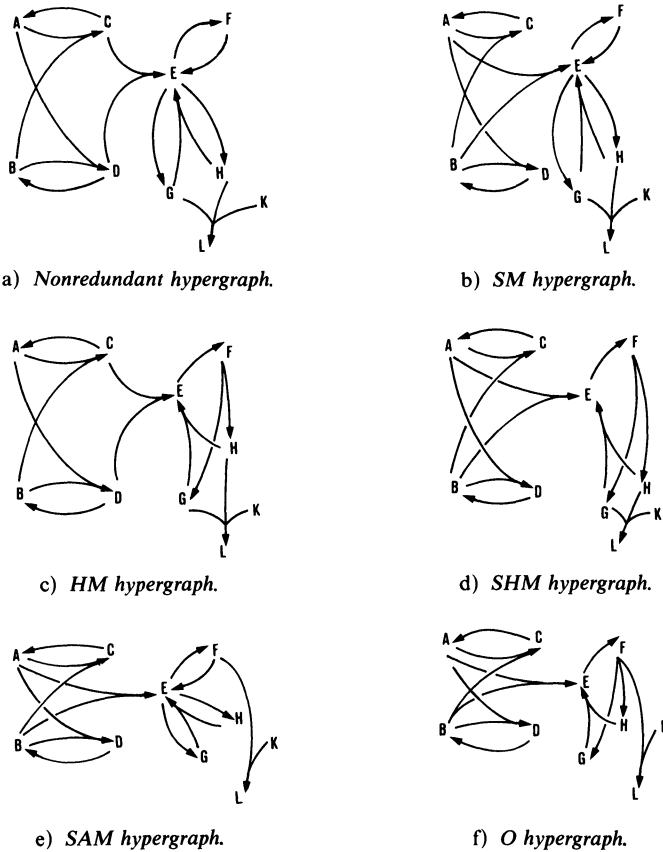 A C F
E
B D
G H K
L
a) Nonredundant hypergraph.
A C F
E
B D
G H K
L
b) SM hypergraph.
A C F
E
H
B D G K
L
c) HM hypergraph.
A C F
E
B D H
G K
L
d) SHM hypergraph.
A C F
E
H
B D G K
L
e) SAM hypergraph.
A C F
E
B D H
G
L
f) O hypergraph.